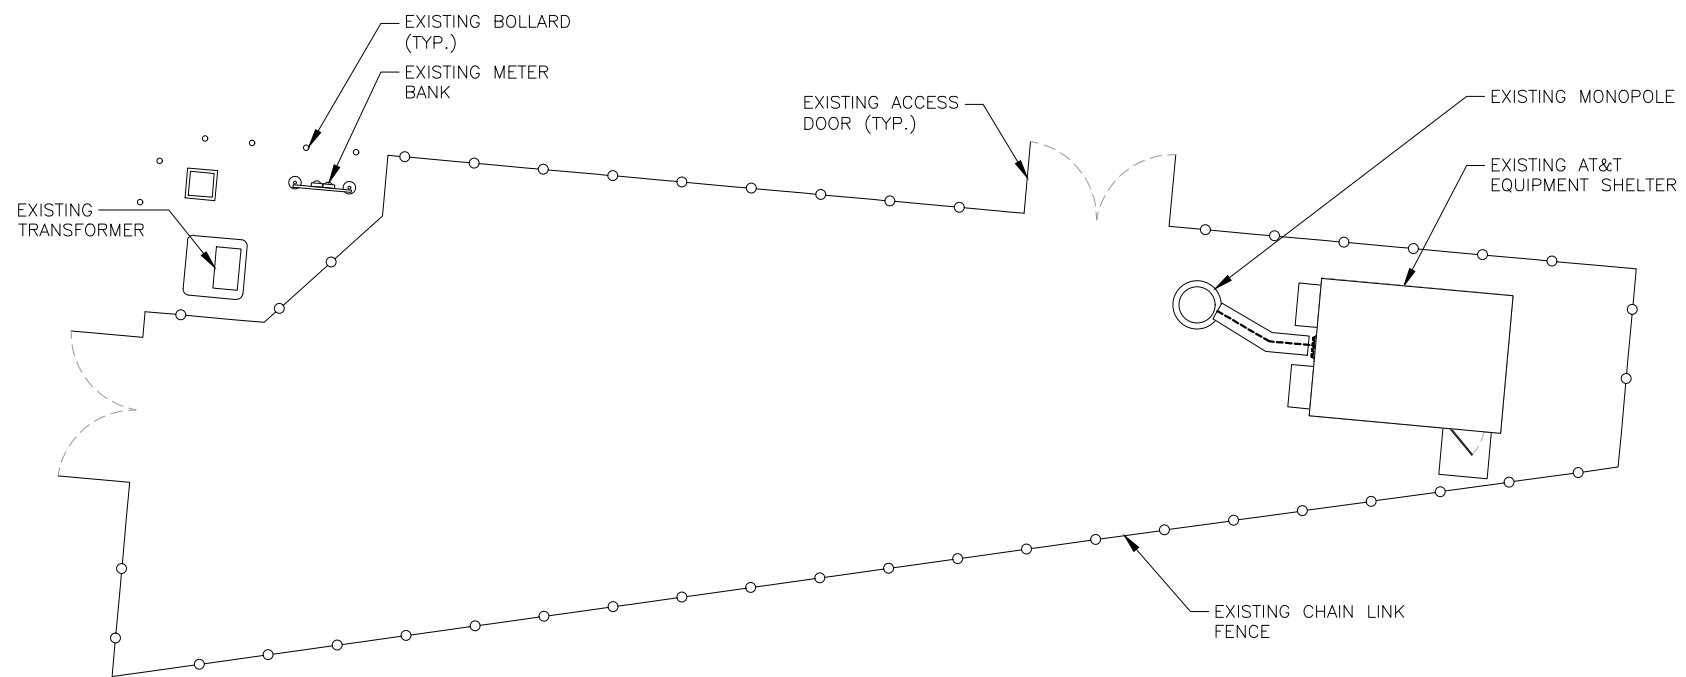 EXISTING BOLLARD
(TYP.)
EXISTING METER
BANK
EXISTING ACCESS
DOOR (TYP.)
EXISTING MONOPOLE
EXISTING AT&T
EQUIPMENT SHELTER
EXISTING
TRANSFORMER
EXISTING CHAIN LINK
FENCE